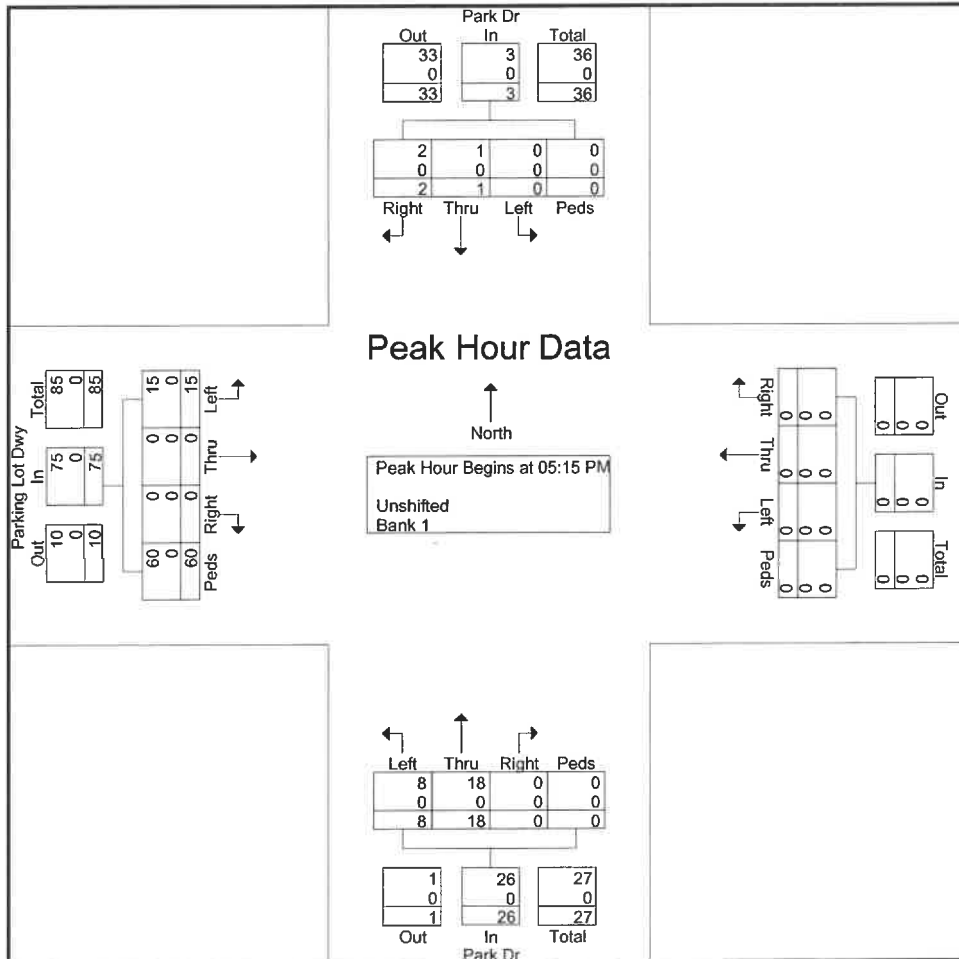 Park Dr
Out In Total
33 3 36
0 0 0
33 3 36
2 1 0 0
0 0 0 0
2 1 0 0
Right Thru Left Peds
Peak Hour Data
North
Peak Hour Begins at 05:15 PM
Unshifted
Bank 1
Parking Lot Dwy
Out In Total
10 75 85
0 0 0
10 75 85
60 0 0 15
0 0 0 0
60 0 0 15
Peds Right Thru Left
Out In Total
0 0 0
0 0 0
0 0 0
Right Thru Left Peds
0 0 0 0
0 0 0 0
0 0 0 0
Left Thru Right Peds
8 18 0 0
0 0 0 0
8 18 0 0
1 26 27
0 0 0
1 26 27
Out In Total
Park Dr